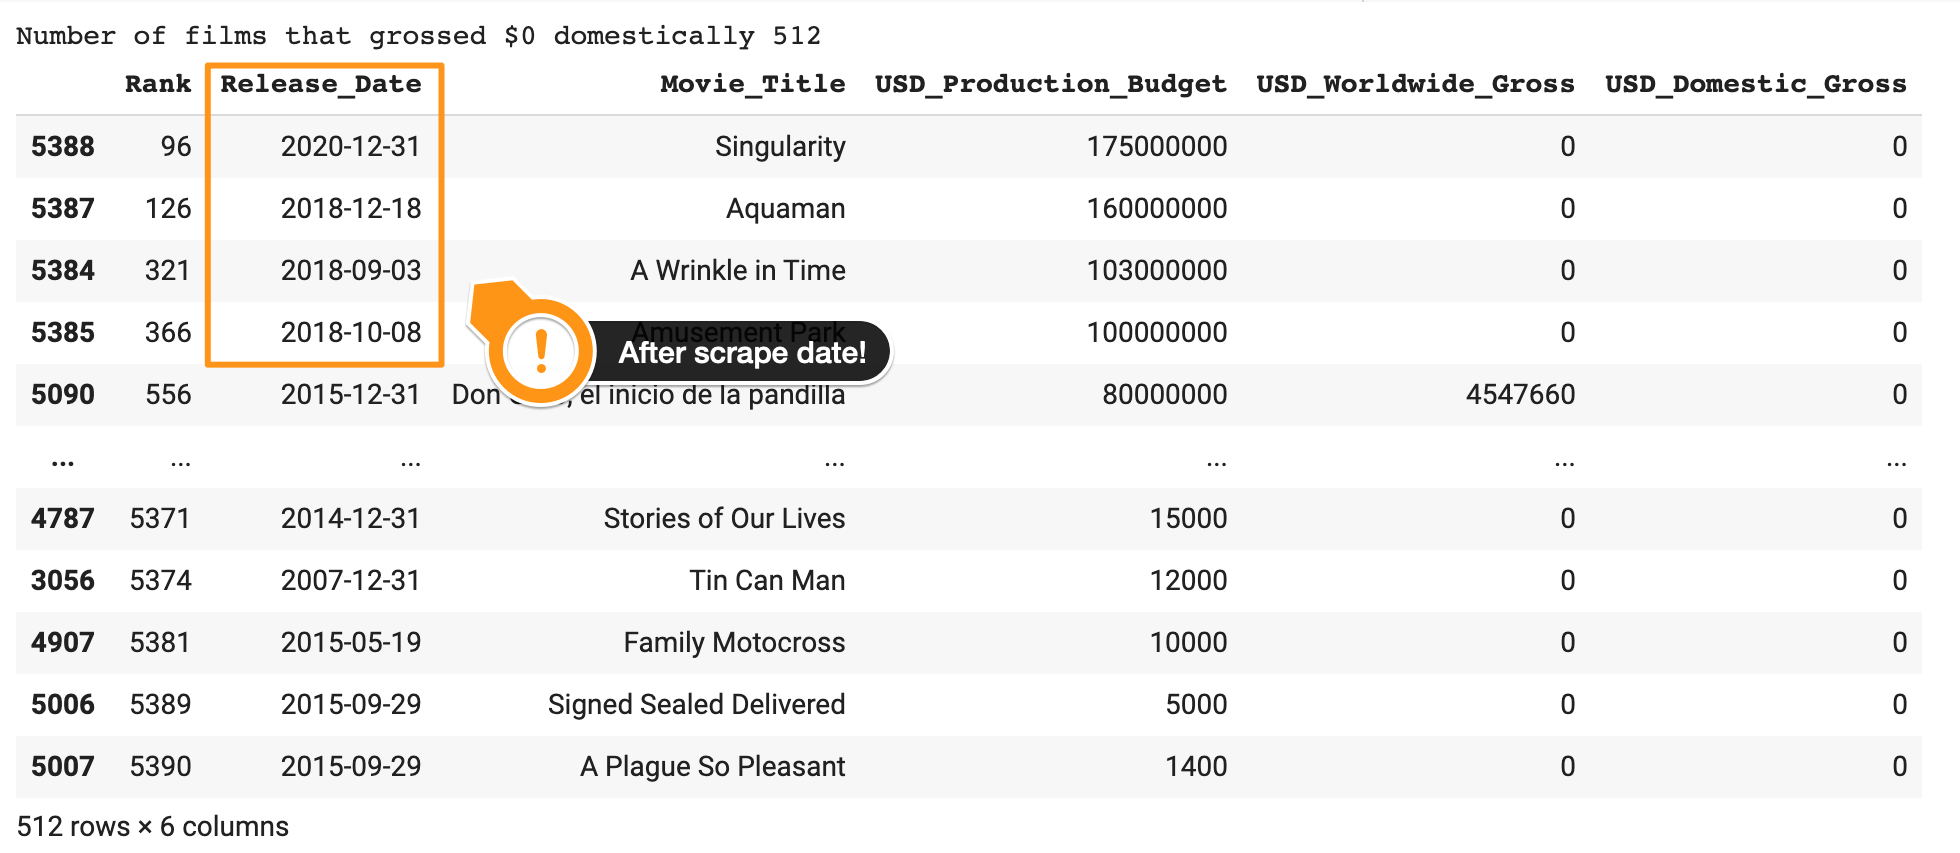 Number of films that grossed $0 domestically 512
Rank Release_Date Movie_Title USD_Production_Budget USD_Worldwide_Gross USD_Domestic_Gross
5388 96 2020-12-31 Singularity 175000000 0 0
5387 126 2018-12-18 Aquaman 160000000 0 0
5384 321 2018-09-03 A Wrinkle in Time 103000000 0 0
5385 366 2018-10-08 Amusement Park 100000000 0 0
After scrape date!
5090 556 2015-12-31 Don el inicio de la pandilla 80000000 4547660 0
... ... ... ... ... ... ...
4787 5371 2014-12-31 Stories of Our Lives 15000 0 0
3056 5374 2007-12-31 Tin Can Man 12000 0 0
4907 5381 2015-05-19 Family Motocross 10000 0 0
5006 5389 2015-09-29 Signed Sealed Delivered 5000 0 0
5007 5390 2015-09-29 A Plague So Pleasant 1400 0 0
512 rows × 6 columns